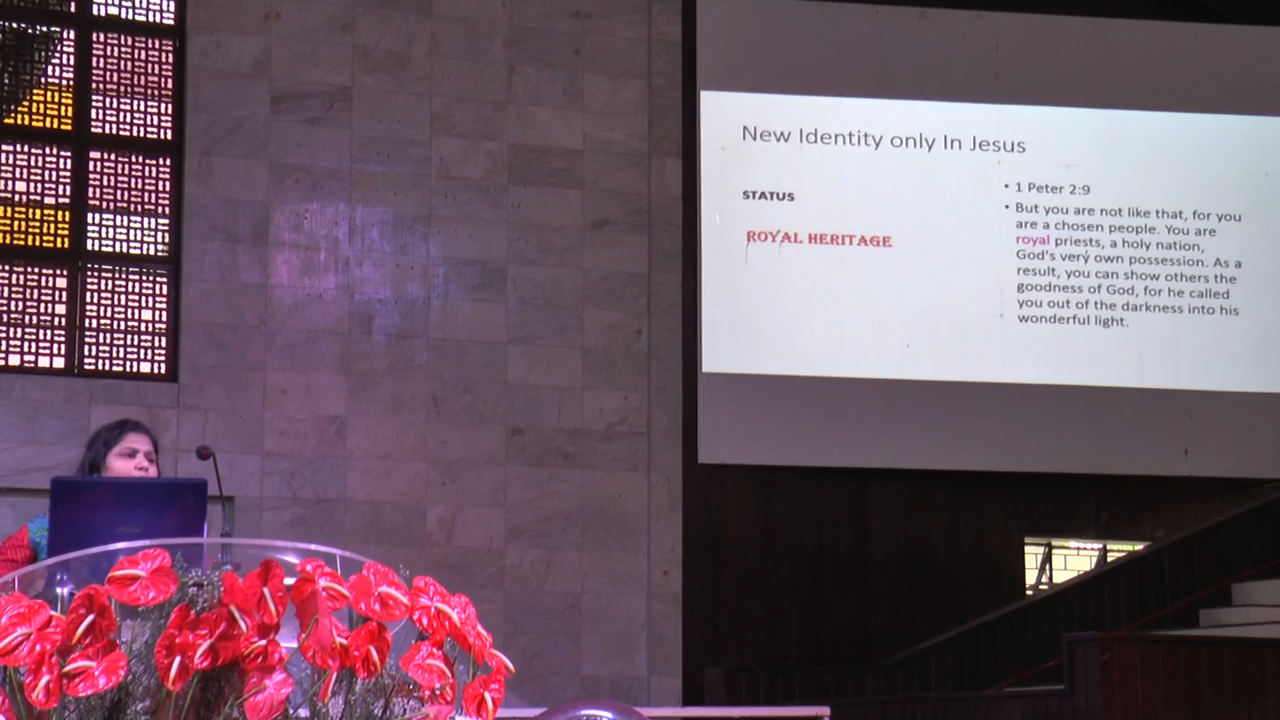 New Identity only In Jesus
STATUS
ROYAL HERITAGE
• 1 Peter 2:9
• But you are not like that, for you
are a chosen people. You are
royal priests, a holy nation,
God's very own possession. As a
result, you can show others the
goodness of God, for he called
you out of the darkness into his
wonderful light.